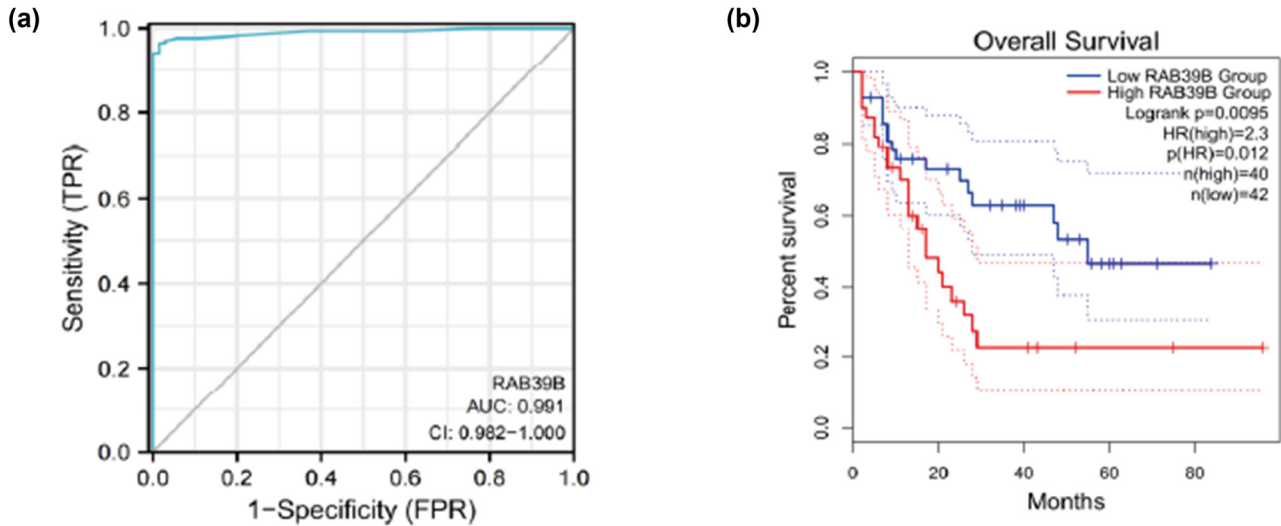 (a)
1.0
0.8
0.6
0.4
0.2
0.0
Sensitivity (TPR)
RAB39B
AUC: 0.991
CI: 0.982−1.000
0.0 0.2 0.4 0.6 0.8 1.0
1−Specificity (FPR)
(b)
Overall Survival
Low RAB39B Group
High RAB39B Group
Logrank p=0.0095
HR(high)=2.3
p(HR)=0.012
n(high)=40
n(low)=42
1.0
0.8
0.6
0.4
0.2
0.0
Percent survival
0 20 40 60 80
Months